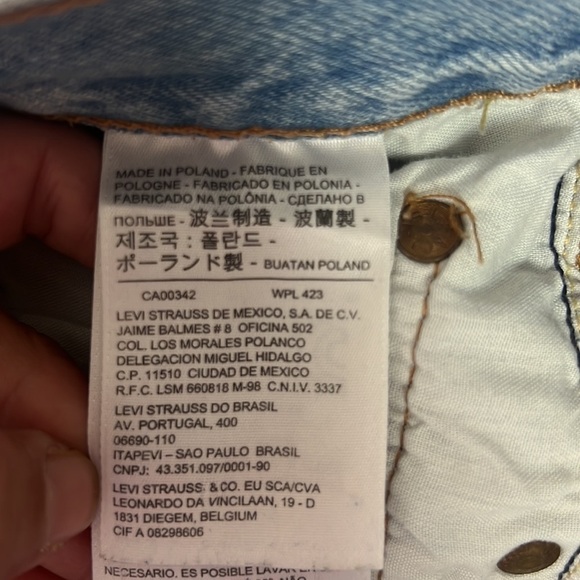 MADE IN POLAND - FABRIQUE EN
POLOGNE - FABRICADO EN POLONIA -
FABRICADO NA POLÔNIA - СДЕЛАНО В
ПОЛЬШЕ - 波兰制造 - 波蘭製 -
제조국 : 폴란드 -
ポーランド製 - BUATAN POLAND
CA00342 WPL 423
LEVI STRAUSS DE MEXICO, S.A. DE C.V.
JAIME BALMES # 8 OFICINA 502
COL. LOS MORALES POLANCO
DELEGACION MIGUEL HIDALGO
C.P. 11510 CIUDAD DE MEXICO
R.F.C. LSM 660818 M-98 C.N.I.V. 3337
LEVI STRAUSS DO BRASIL
AV. PORTUGAL, 400
06690-110
ITAPEVI – SAO PAULO BRASIL
CNPJ: 43.351.097/0001-90
LEVI STRAUSS & CO. EU SCA/CVA
LEONARDO DA VINCILAAN, 19 - D
1831 DIEGEM, BELGIUM
CIF A 08298606
NECESARIO. ES POSIBLE LAVAR